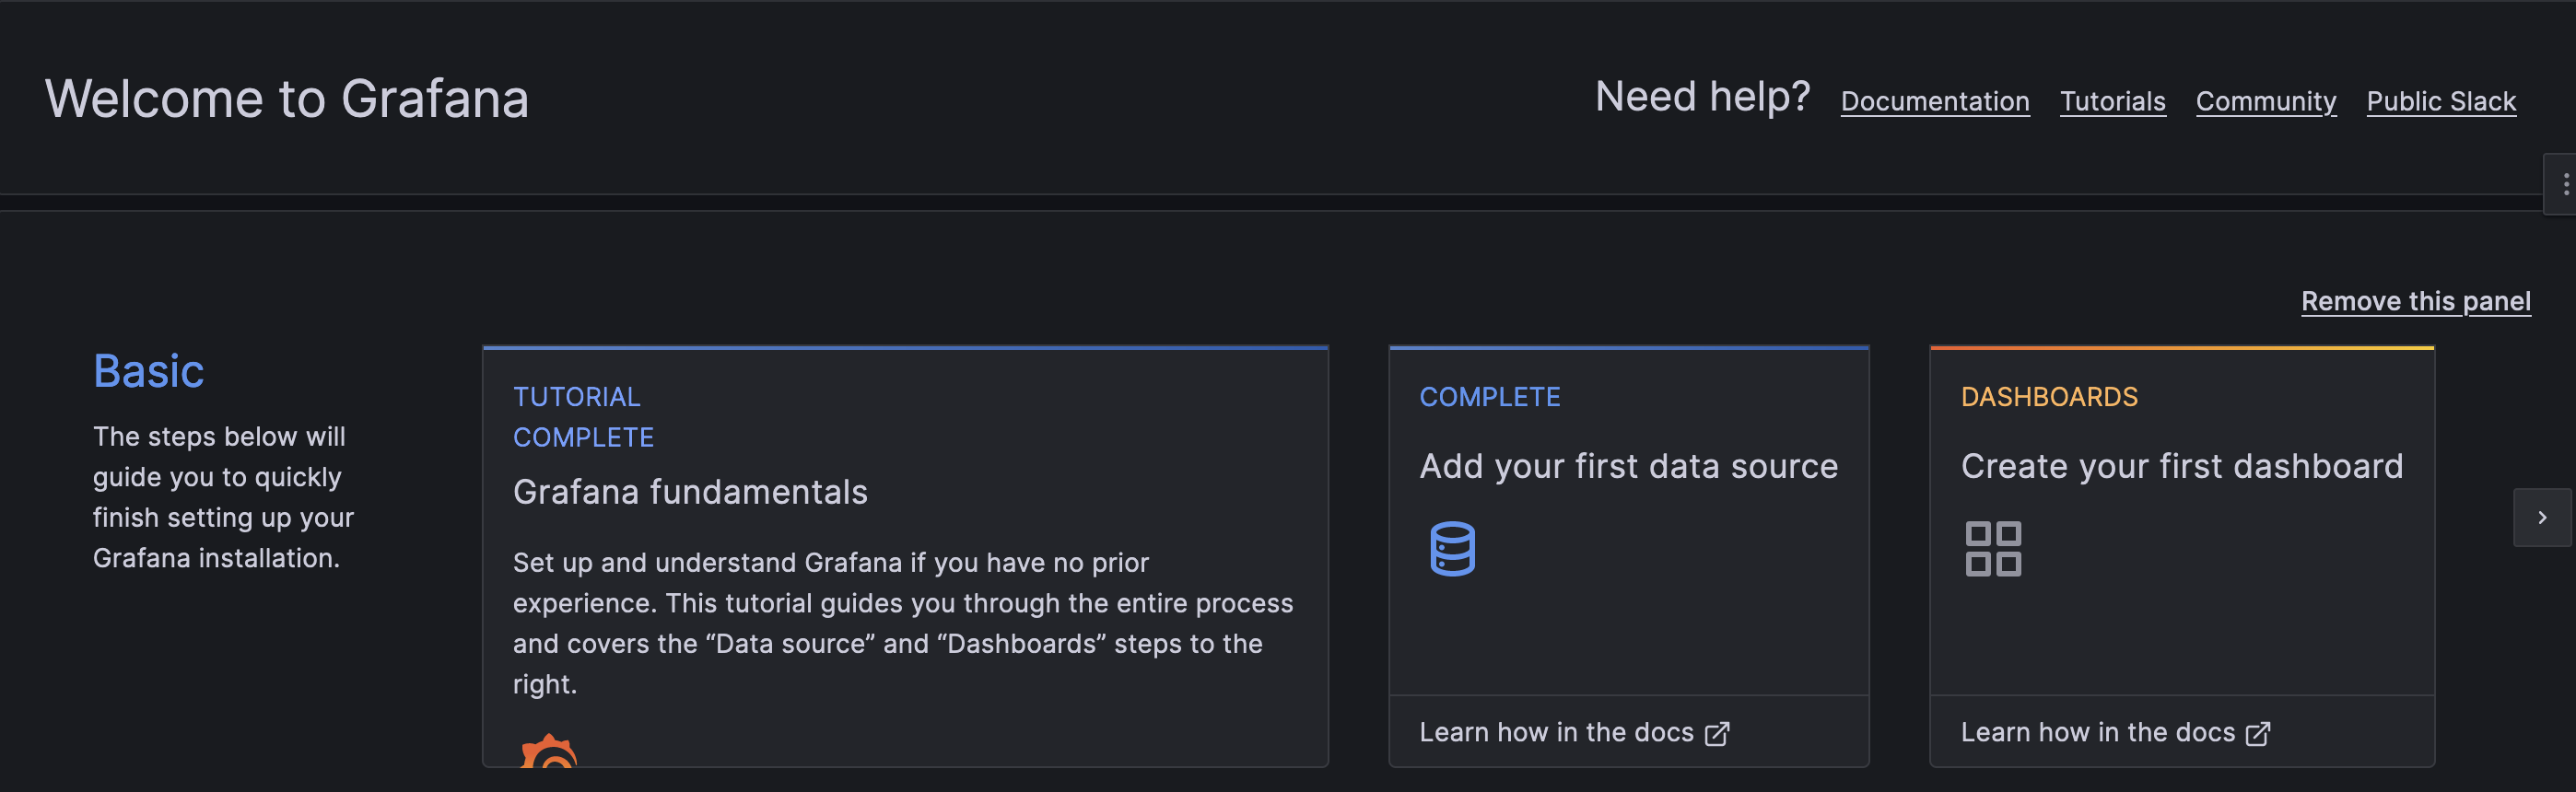 Welcome to Grafana
Need help? Documentation Tutorials Community Public Slack
Remove this panel
Basic
The steps below will
guide you to quickly
finish setting up your
Grafana installation.
TUTORIAL
COMPLETE
Grafana fundamentals
Set up and understand Grafana if you have no prior
experience. This tutorial guides you through the entire process
and covers the “Data source” and “Dashboards” steps to the
right.
COMPLETE
Add your first data source
Learn how in the docs
DASHBOARDS
Create your first dashboard
Learn how in the docs